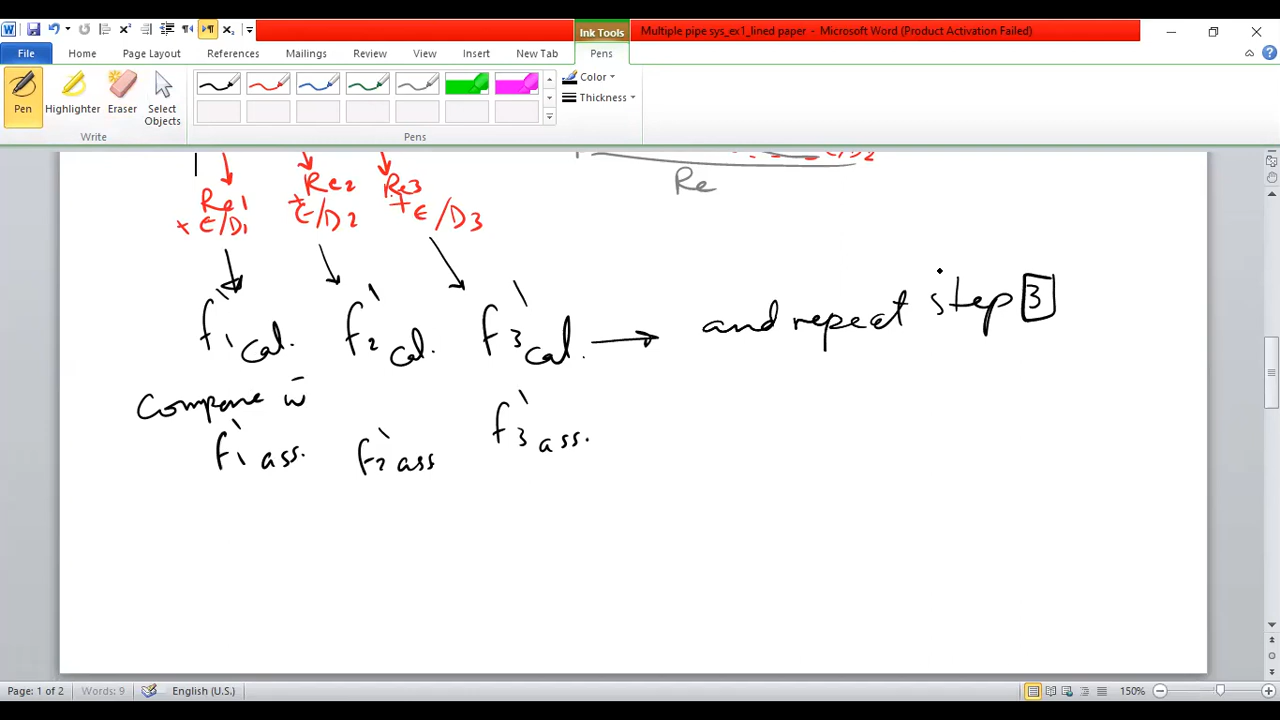 Ink Tools
Multiple pipe sys_ex1_lined paper - Microsoft Word (Product Activation Failed)
File Home Page Layout References Mailings Review View Insert New Tab Pens
Pen Highlighter Eraser Select Objects
Color
Thickness
Write Pens
Re
Re1 Re2 Re3
+ ϵ/D1 + ϵ/D2 + ϵ/D3
f'1 cal. f'2 cal. f'3 cal. → and repeat step 3
Compare w̄
f'1 ass. f'2 ass f'3 ass.
Page: 1 of 2 Words: 9 English (U.S.) 150%